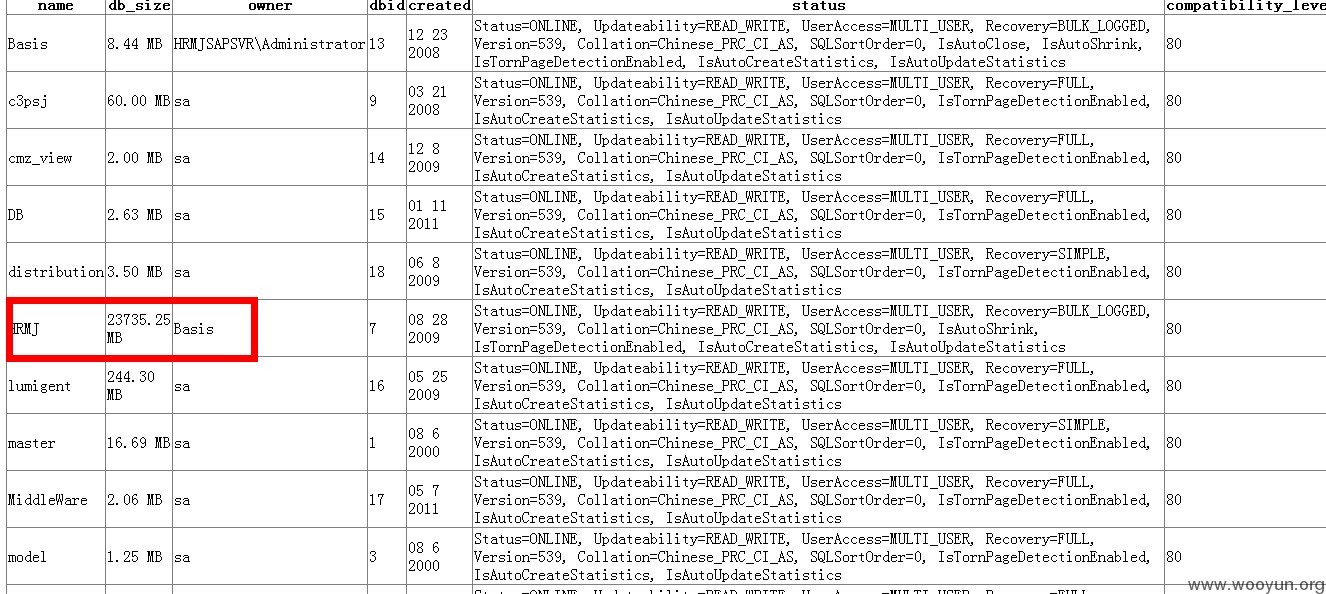 name db_size owner dbid created status compatibility_leve
Basis 8.44 MB HRMJSAPSVR\Administrator 13 12 23 2008 Status=ONLINE, Updateability=READ_WRITE, UserAccess=MULTI_USER, Recovery=BULK_LOGGED,
Version=539, Collation=Chinese_PRC_CI_AS, SQLSortOrder=0, IsAutoClose, IsAutoShrink,
IsTornPageDetectionEnabled, IsAutoCreateStatistics, IsAutoUpdateStatistics 80
c3psj 60.00 MB sa 9 03 21 2008 Status=ONLINE, Updateability=READ_WRITE, UserAccess=MULTI_USER, Recovery=FULL,
Version=539, Collation=Chinese_PRC_CI_AS, SQLSortOrder=0, IsTornPageDetectionEnabled,
IsAutoCreateStatistics, IsAutoUpdateStatistics 80
cmz_view 2.00 MB sa 14 12 8 2009 Status=ONLINE, Updateability=READ_WRITE, UserAccess=MULTI_USER, Recovery=FULL,
Version=539, Collation=Chinese_PRC_CI_AS, SQLSortOrder=0, IsTornPageDetectionEnabled,
IsAutoCreateStatistics, IsAutoUpdateStatistics 80
DB 2.63 MB sa 15 01 11 2011 Status=ONLINE, Updateability=READ_WRITE, UserAccess=MULTI_USER, Recovery=FULL,
Version=539, Collation=Chinese_PRC_CI_AS, SQLSortOrder=0, IsTornPageDetectionEnabled,
IsAutoCreateStatistics, IsAutoUpdateStatistics 80
distribution 3.50 MB sa 18 06 8 2009 Status=ONLINE, Updateability=READ_WRITE, UserAccess=MULTI_USER, Recovery=SIMPLE,
Version=539, Collation=Chinese_PRC_CI_AS, SQLSortOrder=0, IsTornPageDetectionEnabled,
IsAutoCreateStatistics, IsAutoUpdateStatistics 80
HRMJ 23735.25 MB Basis 7 08 28 2009 Status=ONLINE, Updateability=READ_WRITE, UserAccess=MULTI_USER, Recovery=BULK_LOGGED,
Version=539, Collation=Chinese_PRC_CI_AS, SQLSortOrder=0, IsAutoShrink,
IsTornPageDetectionEnabled, IsAutoCreateStatistics, IsAutoUpdateStatistics 80
lumigent 244.30 MB sa 16 05 25 2009 Status=ONLINE, Updateability=READ_WRITE, UserAccess=MULTI_USER, Recovery=FULL,
Version=539, Collation=Chinese_PRC_CI_AS, SQLSortOrder=0, IsTornPageDetectionEnabled,
IsAutoCreateStatistics, IsAutoUpdateStatistics 80
master 16.69 MB sa 1 08 6 2000 Status=ONLINE, Updateability=READ_WRITE, UserAccess=MULTI_USER, Recovery=SIMPLE,
Version=539, Collation=Chinese_PRC_CI_AS, SQLSortOrder=0, IsTornPageDetectionEnabled,
IsAutoCreateStatistics, IsAutoUpdateStatistics 80
MiddleWare 2.06 MB sa 17 05 7 2011 Status=ONLINE, Updateability=READ_WRITE, UserAccess=MULTI_USER, Recovery=FULL,
Version=539, Collation=Chinese_PRC_CI_AS, SQLSortOrder=0, IsTornPageDetectionEnabled,
IsAutoCreateStatistics, IsAutoUpdateStatistics 80
model 1.25 MB sa 3 08 6 2000 Status=ONLINE, Updateability=READ_WRITE, UserAccess=MULTI_USER, Recovery=FULL,
Version=539, Collation=Chinese_PRC_CI_AS, SQLSortOrder=0, IsTornPageDetectionEnabled,
IsAutoCreateStatistics, IsAutoUpdateStatistics 80
Status=ONLINE, Updateability=READ_WRITE, UserAccess=MULTI_USER, Recovery=FULL,
www.wooyun.org